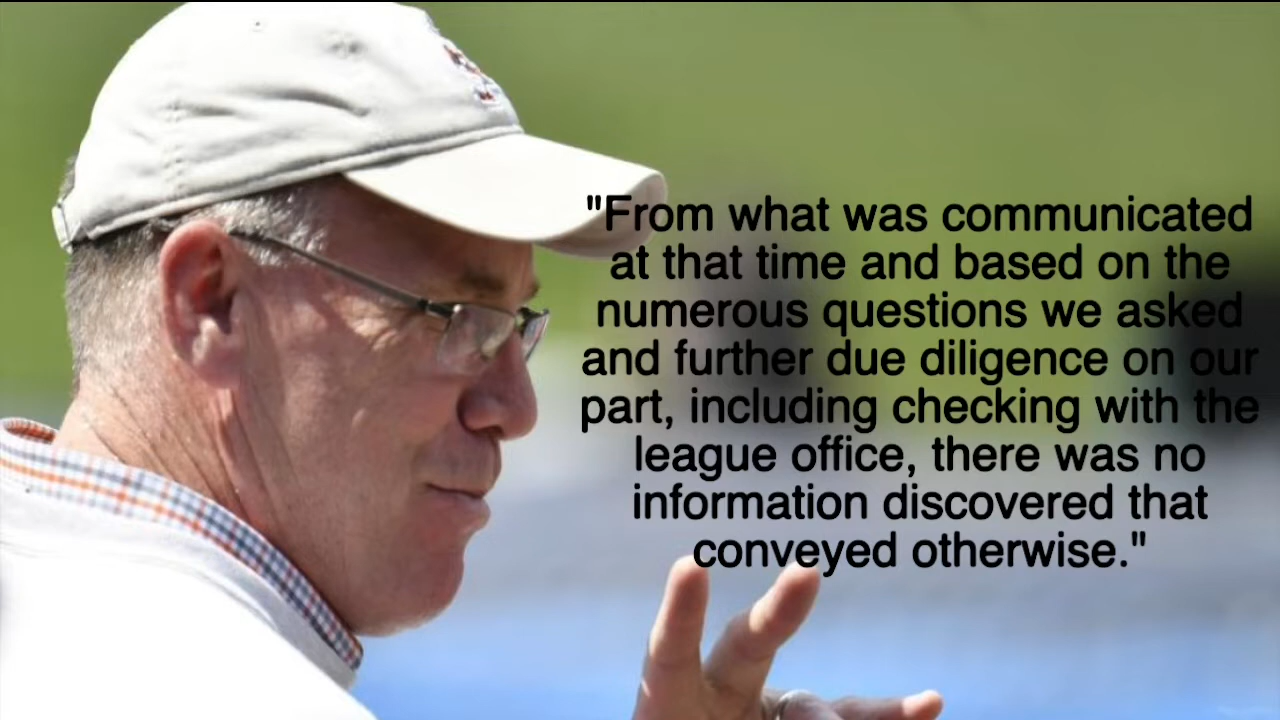 "From what was communicated
at that time and based on the
numerous questions we asked
and further due diligence on our
part, including checking with the
league office, there was no
information discovered that
conveyed otherwise."